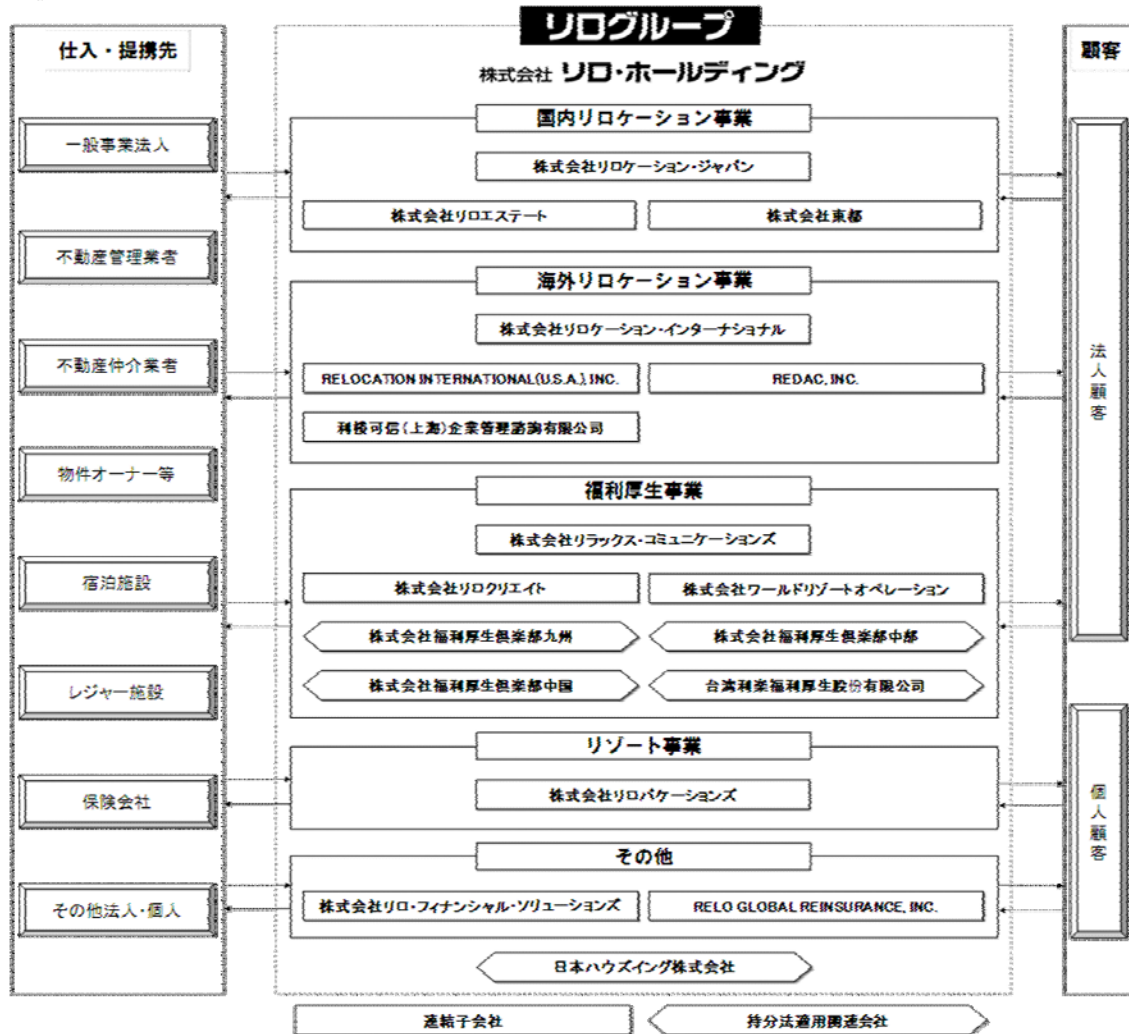 リログループ
株式会社 リロ・ホールディング
仕入・提携先
一般事業法人
不動産管理業者
不動産仲介業者
物件オーナー等
宿泊施設
レジャー施設
保険会社
その他法人・個人
国内リロケーション事業
株式会社リロケーション・ジャパン
株式会社リロエステート
株式会社東都
海外リロケーション事業
株式会社リロケーション・インターナショナル
RELOCATION INTERNATIONAL(U.S.A.), INC.
REDAC, INC.
利楼可信(上海)企業管理諮詢有限公司
福利厚生事業
株式会社リラックス・コミュニケーションズ
株式会社リロクリエイト
株式会社ワールドリゾートオペレーション
株式会社福利厚生倶楽部九州
株式会社福利厚生倶楽部中部
株式会社福利厚生倶楽部中国
台湾利楽福利厚生股份有限公司
リゾート事業
株式会社リロバケーションズ
その他
株式会社リロ・フィナンシャル・ソリューションズ
RELO GLOBAL REINSURANCE, INC.
日本ハウズイング株式会社
顧客
法人顧客
個人顧客
連結子会社
持分法適用関連会社